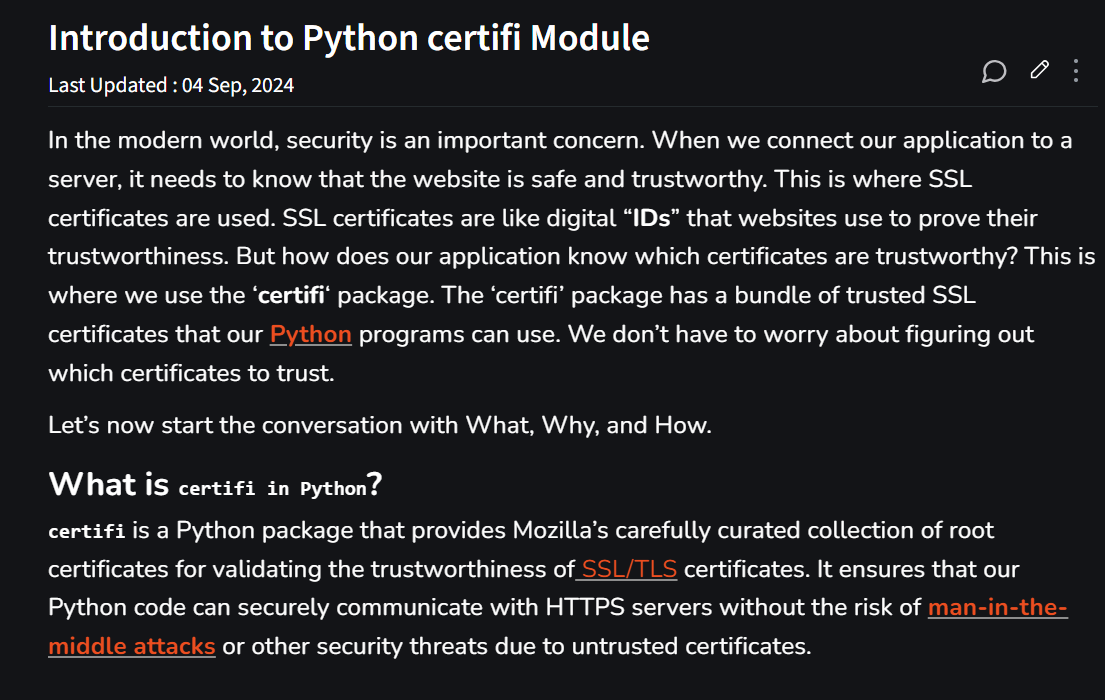 Introduction to Python certifi Module
Last Updated : 04 Sep, 2024
In the modern world, security is an important concern. When we connect our application to a
server, it needs to know that the website is safe and trustworthy. This is where SSL
certificates are used. SSL certificates are like digital “IDs” that websites use to prove their
trustworthiness. But how does our application know which certificates are trustworthy? This is
where we use the ‘certifi‘ package. The ‘certifi’ package has a bundle of trusted SSL
certificates that our Python programs can use. We don’t have to worry about figuring out
which certificates to trust.
Let’s now start the conversation with What, Why, and How.
What is certifi in Python?
certifi is a Python package that provides Mozilla’s carefully curated collection of root
certificates for validating the trustworthiness of SSL/TLS certificates. It ensures that our
Python code can securely communicate with HTTPS servers without the risk of man-in-the-
middle attacks or other security threats due to untrusted certificates.